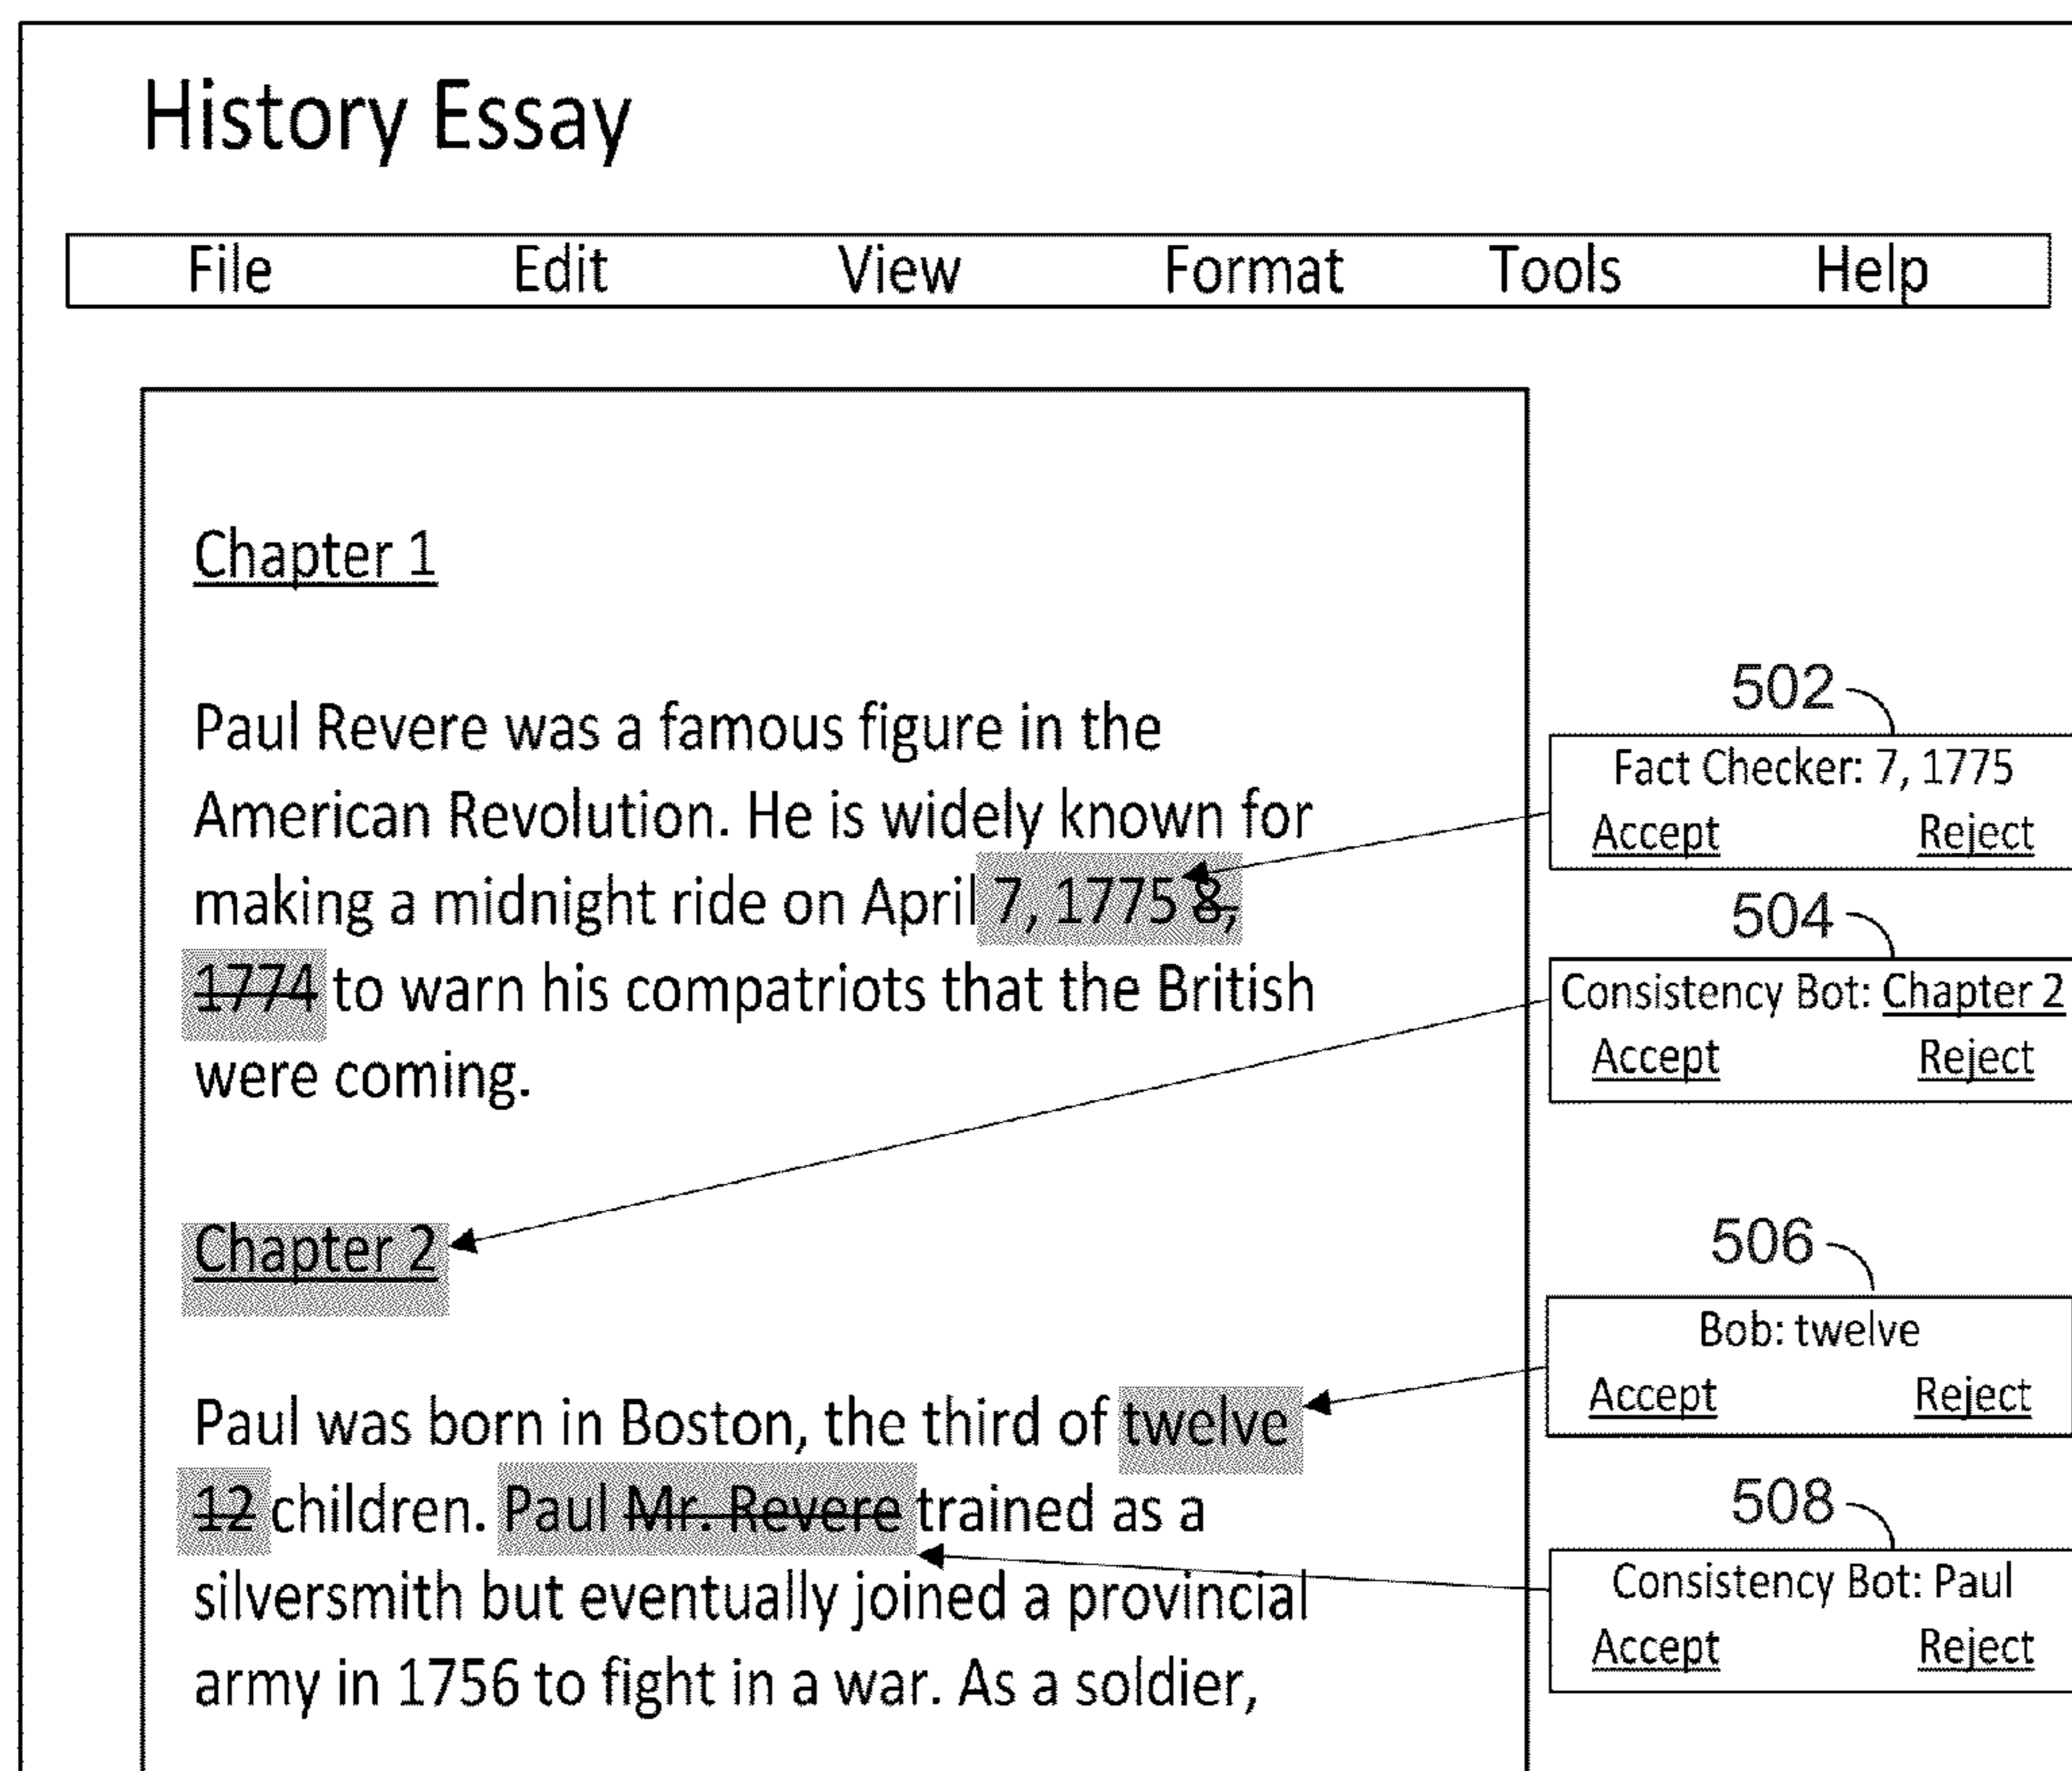 History Essay
File Edit View Format Tools Help
Chapter 1
Paul Revere was a famous figure in the
American Revolution. He is widely known for
making a midnight ride on April 7, 1775 8,
1774 to warn his compatriots that the British
were coming.
Chapter 2
Paul was born in Boston, the third of twelve
12 children. Paul Mr. Revere trained as a
silversmith but eventually joined a provincial
army in 1756 to fight in a war. As a soldier,
502
Fact Checker: 7, 1775
Accept Reject
504
Consistency Bot: Chapter 2
Accept Reject
506
Bob: twelve
Accept Reject
508
Consistency Bot: Paul
Accept Reject